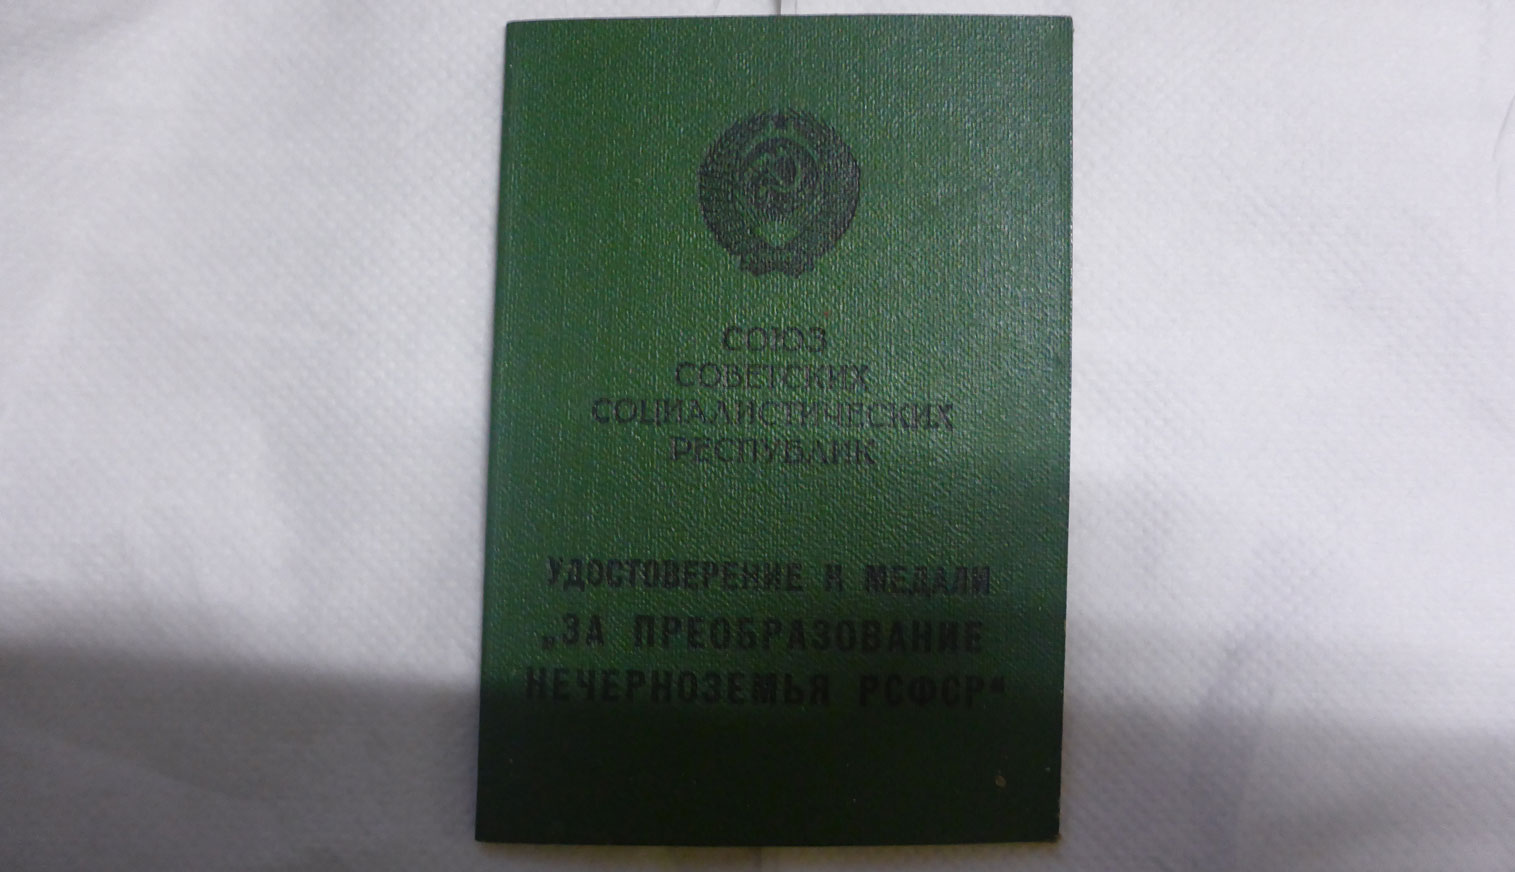 СОЮЗ
СОВЕТСКИХ
СОЦИАЛИСТИЧЕСКИХ
РЕСПУБЛИК
УДОСТОВЕРЕНИЕ К МЕДАЛИ
„ЗА ПРЕОБРАЗОВАНИЕ
НЕЧЕРНОЗЕМЬЯ РСФСР“